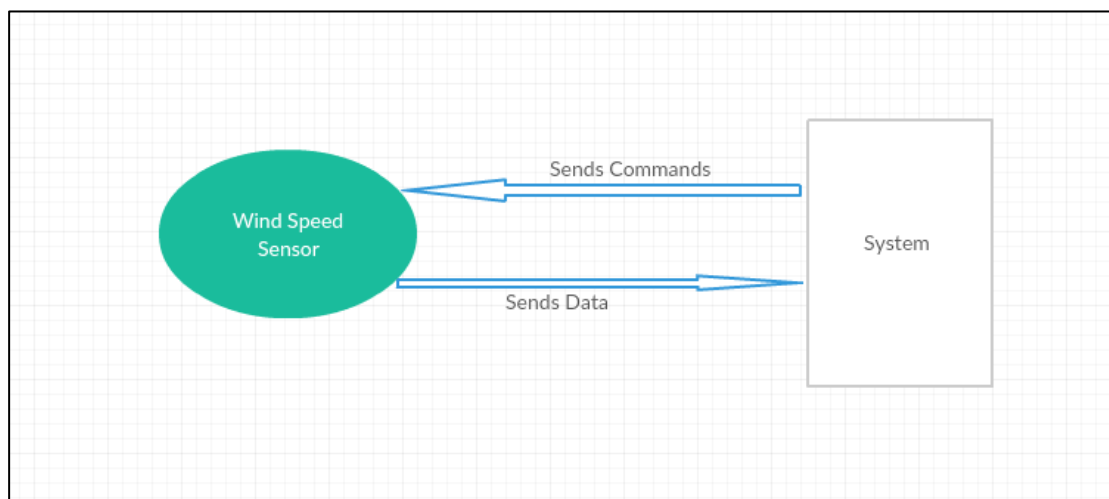 Sends Commands
Wind Speed
Sensor
System
Sends Data